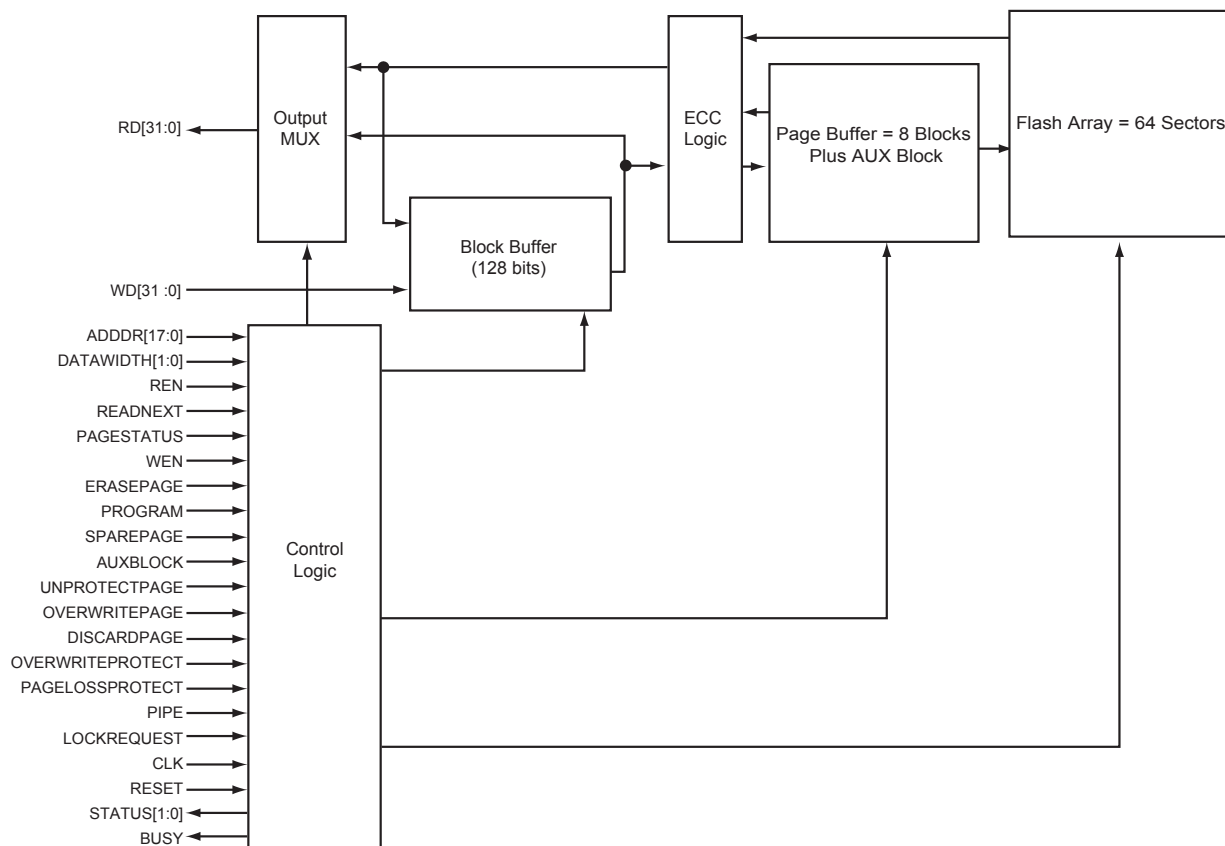 Output
MUX
ECC
Logic
Page Buffer = 8 Blocks
Plus AUX Block
Flash Array = 64 Sectors
RD[31:0]
Block Buffer
(128 bits)
WD[31 :0]
ADDDR[17:0]
DATAWIDTH[1:0]
REN
READNEXT
PAGESTATUS
WEN
ERASEPAGE
PROGRAM
SPAREPAGE
AUXBLOCK
UNPROTECTPAGE
OVERWRITEPAGE
DISCARDPAGE
OVERWRITEPROTECT
PAGELOSSPROTECT
PIPE
LOCKREQUEST
CLK
RESET
STATUS[1:0]
BUSY
Control
Logic